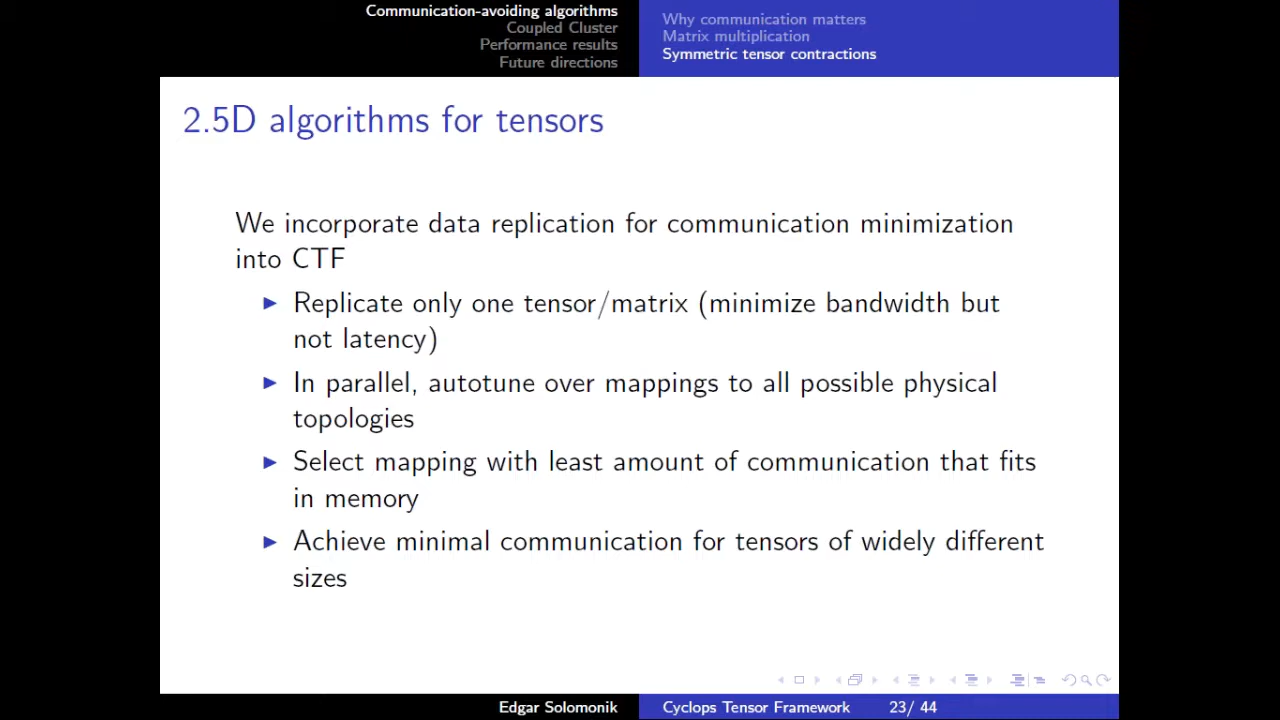 Communication-avoiding algorithms
Coupled Cluster
Performance results
Future directions
Why communication matters
Matrix multiplication
Symmetric tensor contractions
2.5D algorithms for tensors
We incorporate data replication for communication minimization
into CTF
Replicate only one tensor/matrix (minimize bandwidth but
not latency)
In parallel, autotune over mappings to all possible physical
topologies
Select mapping with least amount of communication that fits
in memory
Achieve minimal communication for tensors of widely different
sizes
Edgar Solomonik
Cyclops Tensor Framework
23/ 44